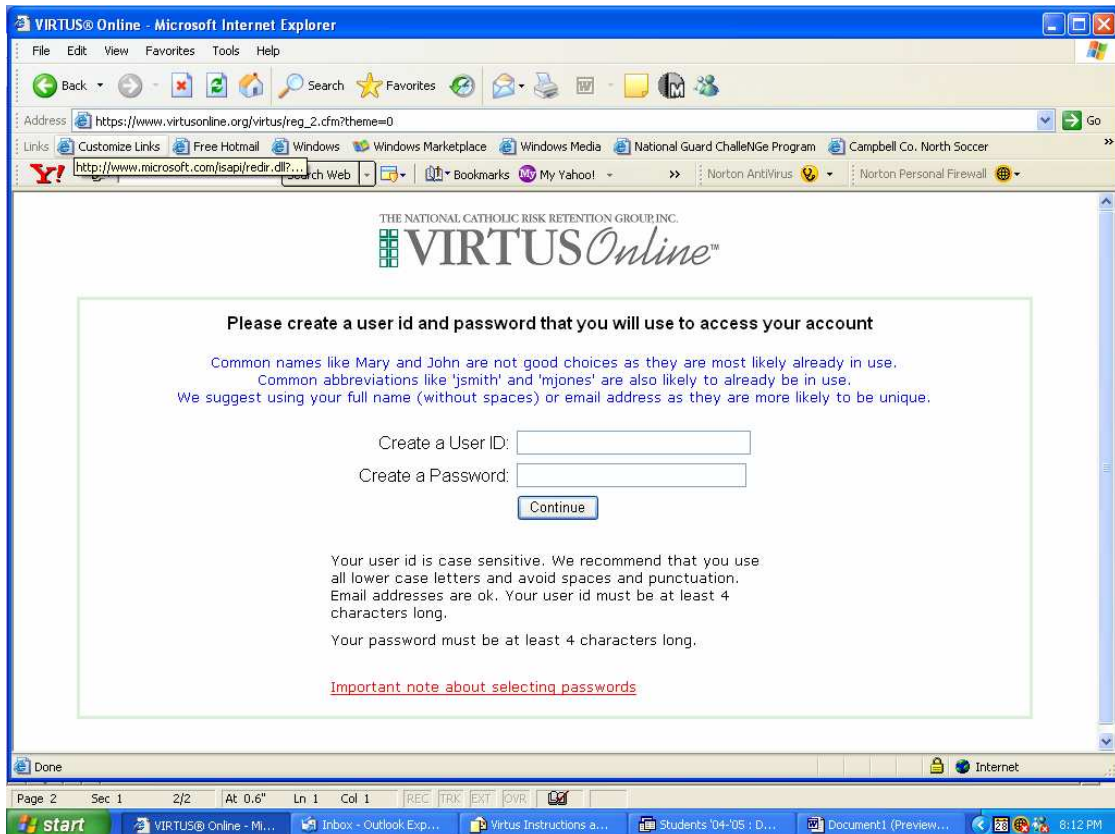 VIRTUS® Online - Microsoft Internet Explorer
File Edit View Favorites Tools Help
Back Search Favorites
Address https://www.virtusonline.org/virtus/reg_2.cfm?theme=0 Go
Links Customize Links Free Hotmail Windows Windows Marketplace Windows Media National Guard ChalleNGe Program Campbell Co. North Soccer »
http://www.microsoft.com/isapi/redir.dll?...
Y! Search Web Bookmarks My Yahoo! » Norton AntiVirus Norton Personal Firewall
THE NATIONAL CATHOLIC RISK RETENTION GROUP, INC.
VIRTUS Online™
Please create a user id and password that you will use to access your account
Common names like Mary and John are not good choices as they are most likely already in use.
Common abbreviations like 'jsmith' and 'mjones' are also likely to already be in use.
We suggest using your full name (without spaces) or email address as they are more likely to be unique.
Create a User ID:
Create a Password:
Continue
Your user id is case sensitive. We recommend that you use
all lower case letters and avoid spaces and punctuation.
Email addresses are ok. Your user id must be at least 4
characters long.
Your password must be at least 4 characters long.
Important note about selecting passwords
Done Internet
Page 2 Sec 1 2/2 At 0.6" Ln 1 Col 1 REC TRK EXT OVR
start VIRTUS® Online - Mi... Inbox - Outlook Exp... Virtus Instructions a... Students '04-'05 : D... Document1 (Preview... 28 8:12 PM